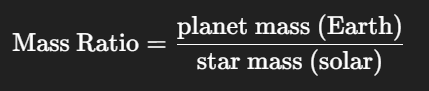 Mass Ratio = planet mass (Earth) / star mass (solar)